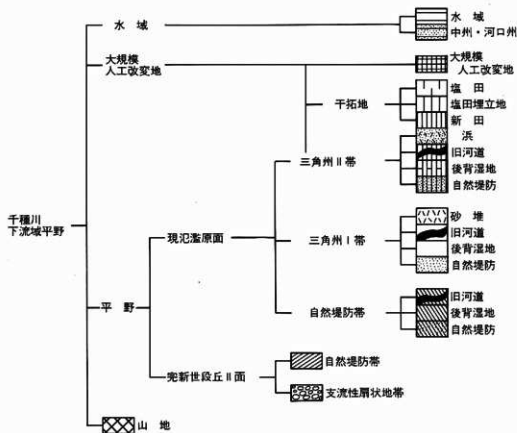 水域
水域
中州・河口州
大規模
人工改変地
大規模
人工改変地
干拓地
塩田
塩田埋立地
新田
三角州II帯
浜
旧河道
後背湿地
自然堤防
千種川
下流域平野
平野
現氾濫原面
三角州I帯
砂堆
旧河道
後背湿地
自然堤防
自然堤防帯
旧河道
後背湿地
自然堤防
完新世段丘II面
自然堤防帯
支流性扇状地帯
山地